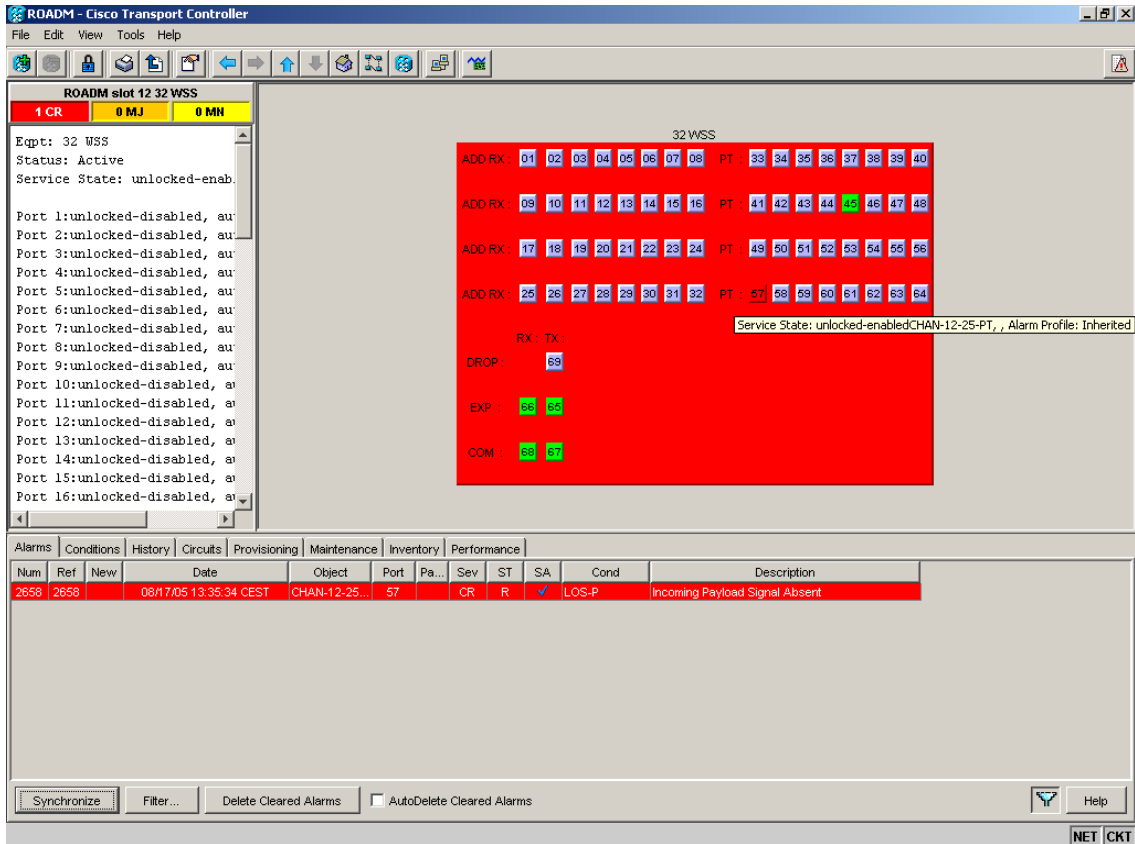 ROADM - Cisco Transport Controller
File Edit View Tools Help
ROADM slot 12 32 WSS
1 CR 0 MJ 0 MN
Eqpt: 32 WSS
Status: Active
Service State: unlocked-enab
Port 1:unlocked-disabled, au
Port 2:unlocked-disabled, au
Port 3:unlocked-disabled, au
Port 4:unlocked-disabled, au
Port 5:unlocked-disabled, au
Port 6:unlocked-disabled, au
Port 7:unlocked-disabled, au
Port 8:unlocked-disabled, au
Port 9:unlocked-disabled, au
Port 10:unlocked-disabled, a
Port 11:unlocked-disabled, a
Port 12:unlocked-disabled, a
Port 13:unlocked-disabled, a
Port 14:unlocked-disabled, a
Port 15:unlocked-disabled, a
Port 16:unlocked-disabled, a
32 WSS
ADD RX : 01 02 03 04 05 06 07 08 PT : 33 34 35 36 37 38 39 40
ADD RX : 09 10 11 12 13 14 15 16 PT : 41 42 43 44 45 46 47 48
ADD RX : 17 18 19 20 21 22 23 24 PT : 49 50 51 52 53 54 55 56
ADD RX : 25 26 27 28 29 30 31 32 PT : 57 58 59 60 61 62 63 64
Service State: unlocked-enabledCHAN-12-25-PT, , Alarm Profile: Inherited
RX : TX :
DROP : 69
EXP : 66 65
COM : 68 67
Alarms Conditions History Circuits Provisioning Maintenance Inventory Performance
Num Ref New Date Object Port Pa... Sev ST SA Cond Description
2658 2658 08/17/05 13:35:34 CEST CHAN-12-25... 57 CR R LOS-P Incoming Payload Signal Absent
Synchronize Filter... Delete Cleared Alarms AutoDelete Cleared Alarms Help
NET CKT